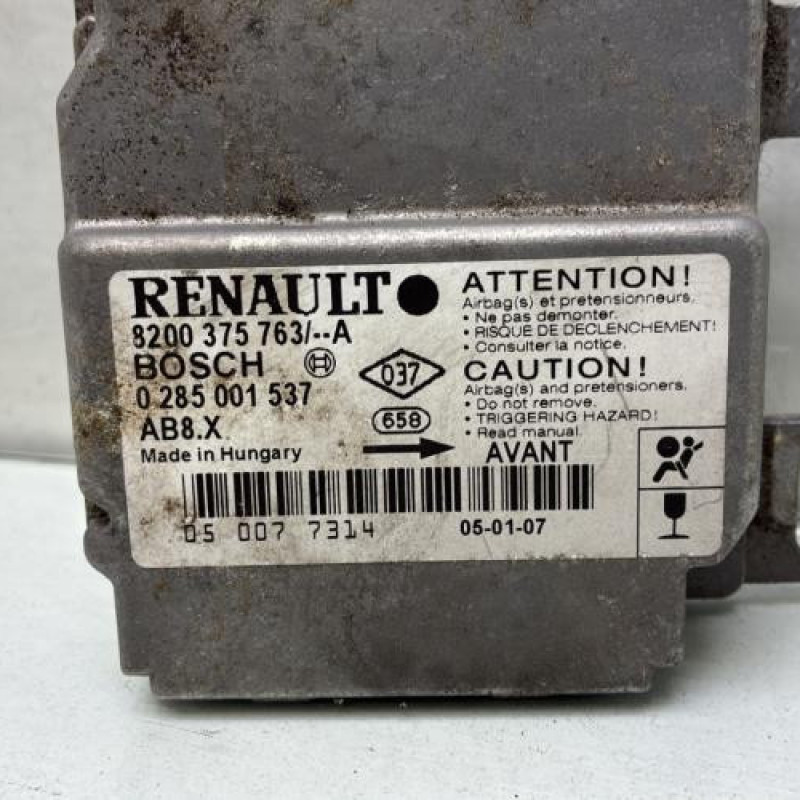 RENAULT
8200 375 763/--A
BOSCH
0 285 001 537
AB8.X
Made in Hungary
037
658
AVANT
ATTENTION!
Airbag(s) et pretensionneurs.
• Ne pas demonter.
• RISQUE DE DECLENCHEMENT!
• Consulter la notice.
CAUTION!
Airbag(s) and pretensioners.
• Do not remove.
• TRIGGERING HAZARD!
• Read manual.
05 007 7314
05-01-07